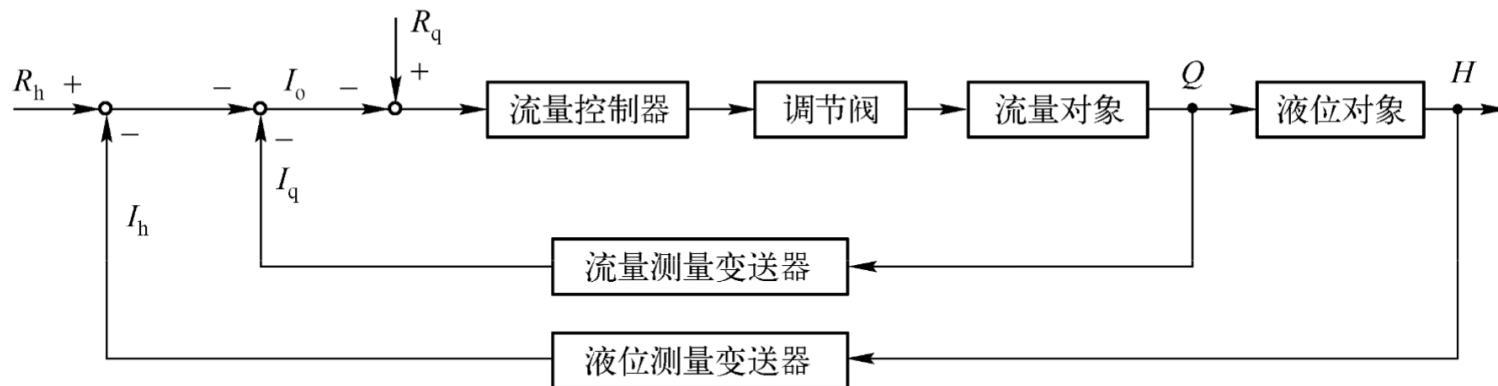 R_q
R_h + − I_o − + 流量控制器 调节阀 流量对象 Q 液位对象 H
− −
I_q
I_h
流量测量变送器
液位测量变送器